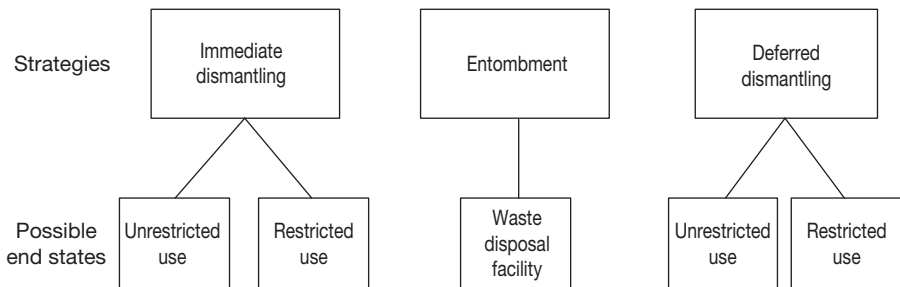 Strategies
Immediate
dismantling
Entombment
Deferred
dismantling
Possible
end states
Unrestricted
use
Restricted
use
Waste
disposal
facility
Unrestricted
use
Restricted
use